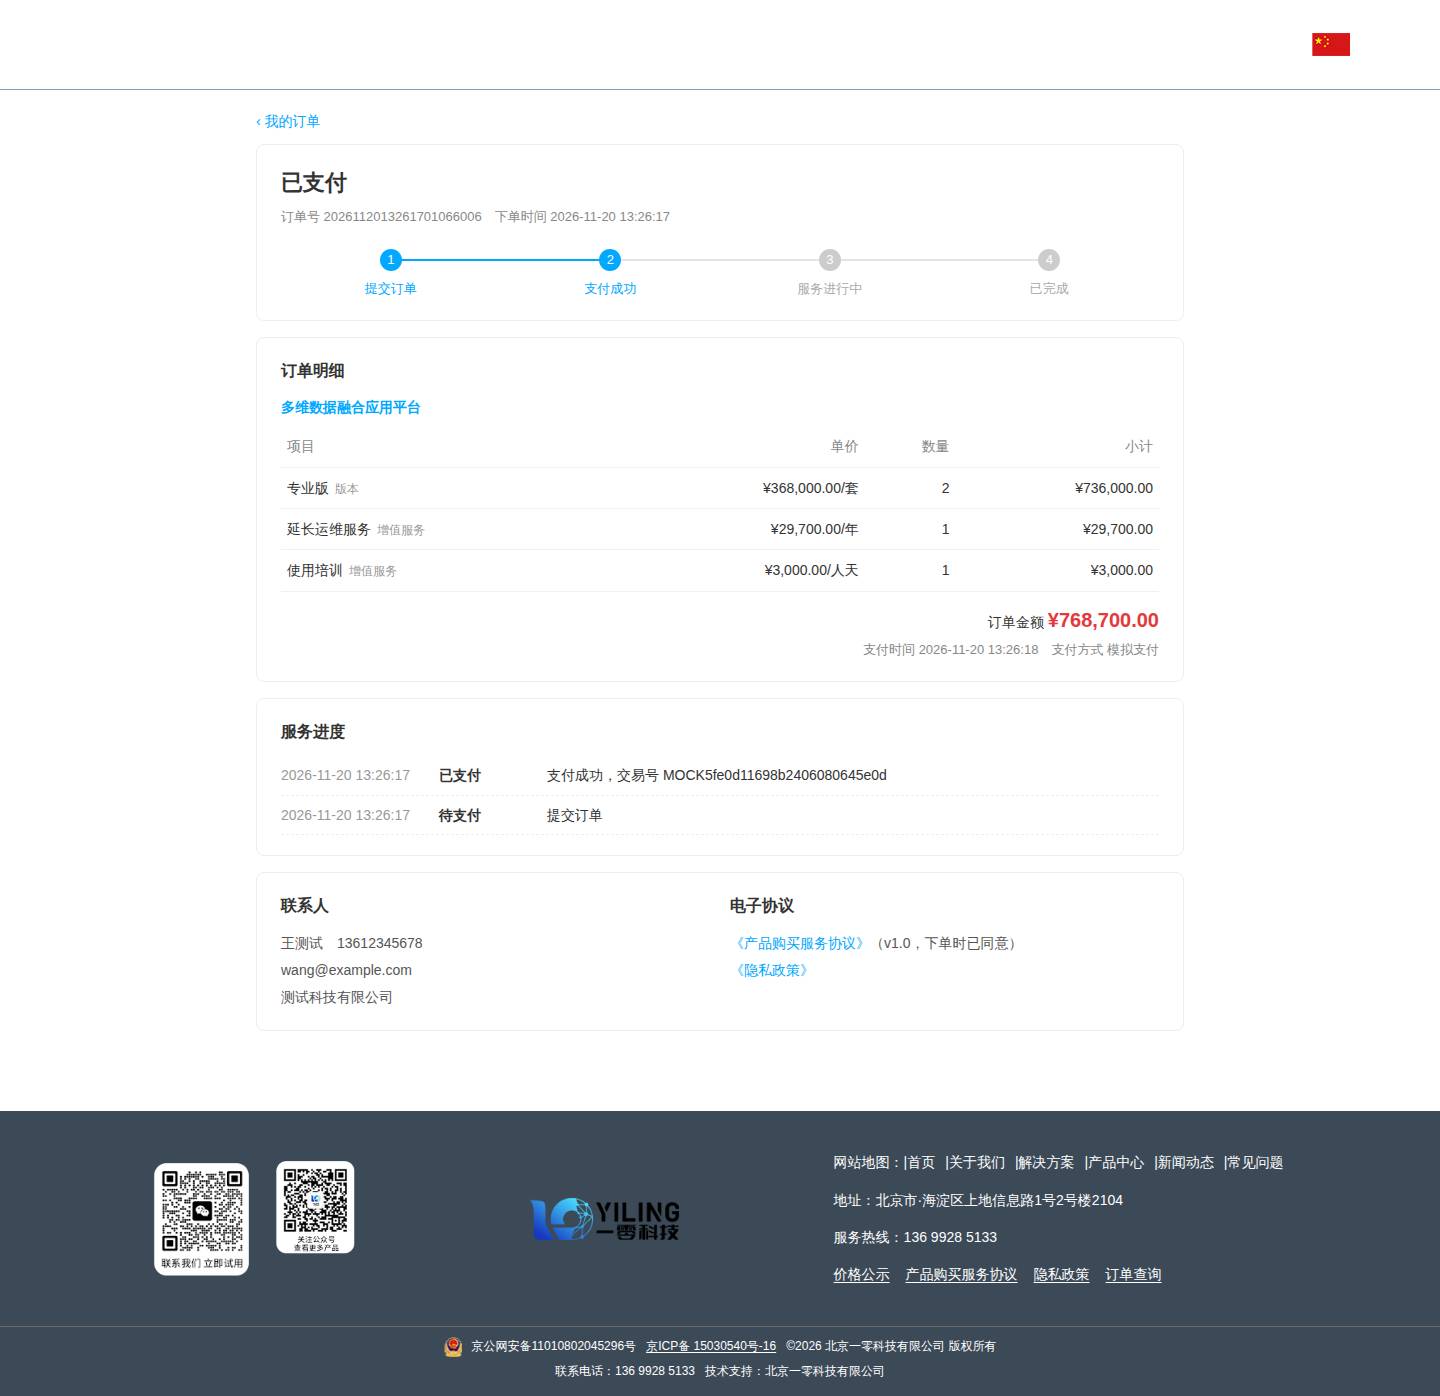 ‹ 我的订单
已支付
订单号 2026112013261701066006 下单时间 2026-11-20 13:26:17
1 2 3 4
提交订单 支付成功 服务进行中 已完成
订单明细
多维数据融合应用平台
项目 单价 数量 小计
专业版 版本 ¥368,000.00/套 2 ¥736,000.00
延长运维服务 增值服务 ¥29,700.00/年 1 ¥29,700.00
使用培训 增值服务 ¥3,000.00/人天 1 ¥3,000.00
订单金额 ¥768,700.00
支付时间 2026-11-20 13:26:18 支付方式 模拟支付
服务进度
2026-11-20 13:26:17 已支付 支付成功，交易号 MOCK5fe0d11698b2406080645e0d
2026-11-20 13:26:17 待支付 提交订单
联系人
王测试 13612345678
wang@example.com
测试科技有限公司
电子协议
《产品购买服务协议》（v1.0，下单时已同意）
《隐私政策》
联系我们 立即试用
关注公众号
查看更多产品
YILING
一零科技
网站地图：|首页 |关于我们 |解决方案 |产品中心 |新闻动态 |常见问题
地址：北京市·海淀区上地信息路1号2号楼2104
服务热线：136 9928 5133
价格公示 产品购买服务协议 隐私政策 订单查询
京公网安备11010802045296号 京ICP备 15030540号-16 ©2026 北京一零科技有限公司 版权所有
联系电话：136 9928 5133 技术支持：北京一零科技有限公司